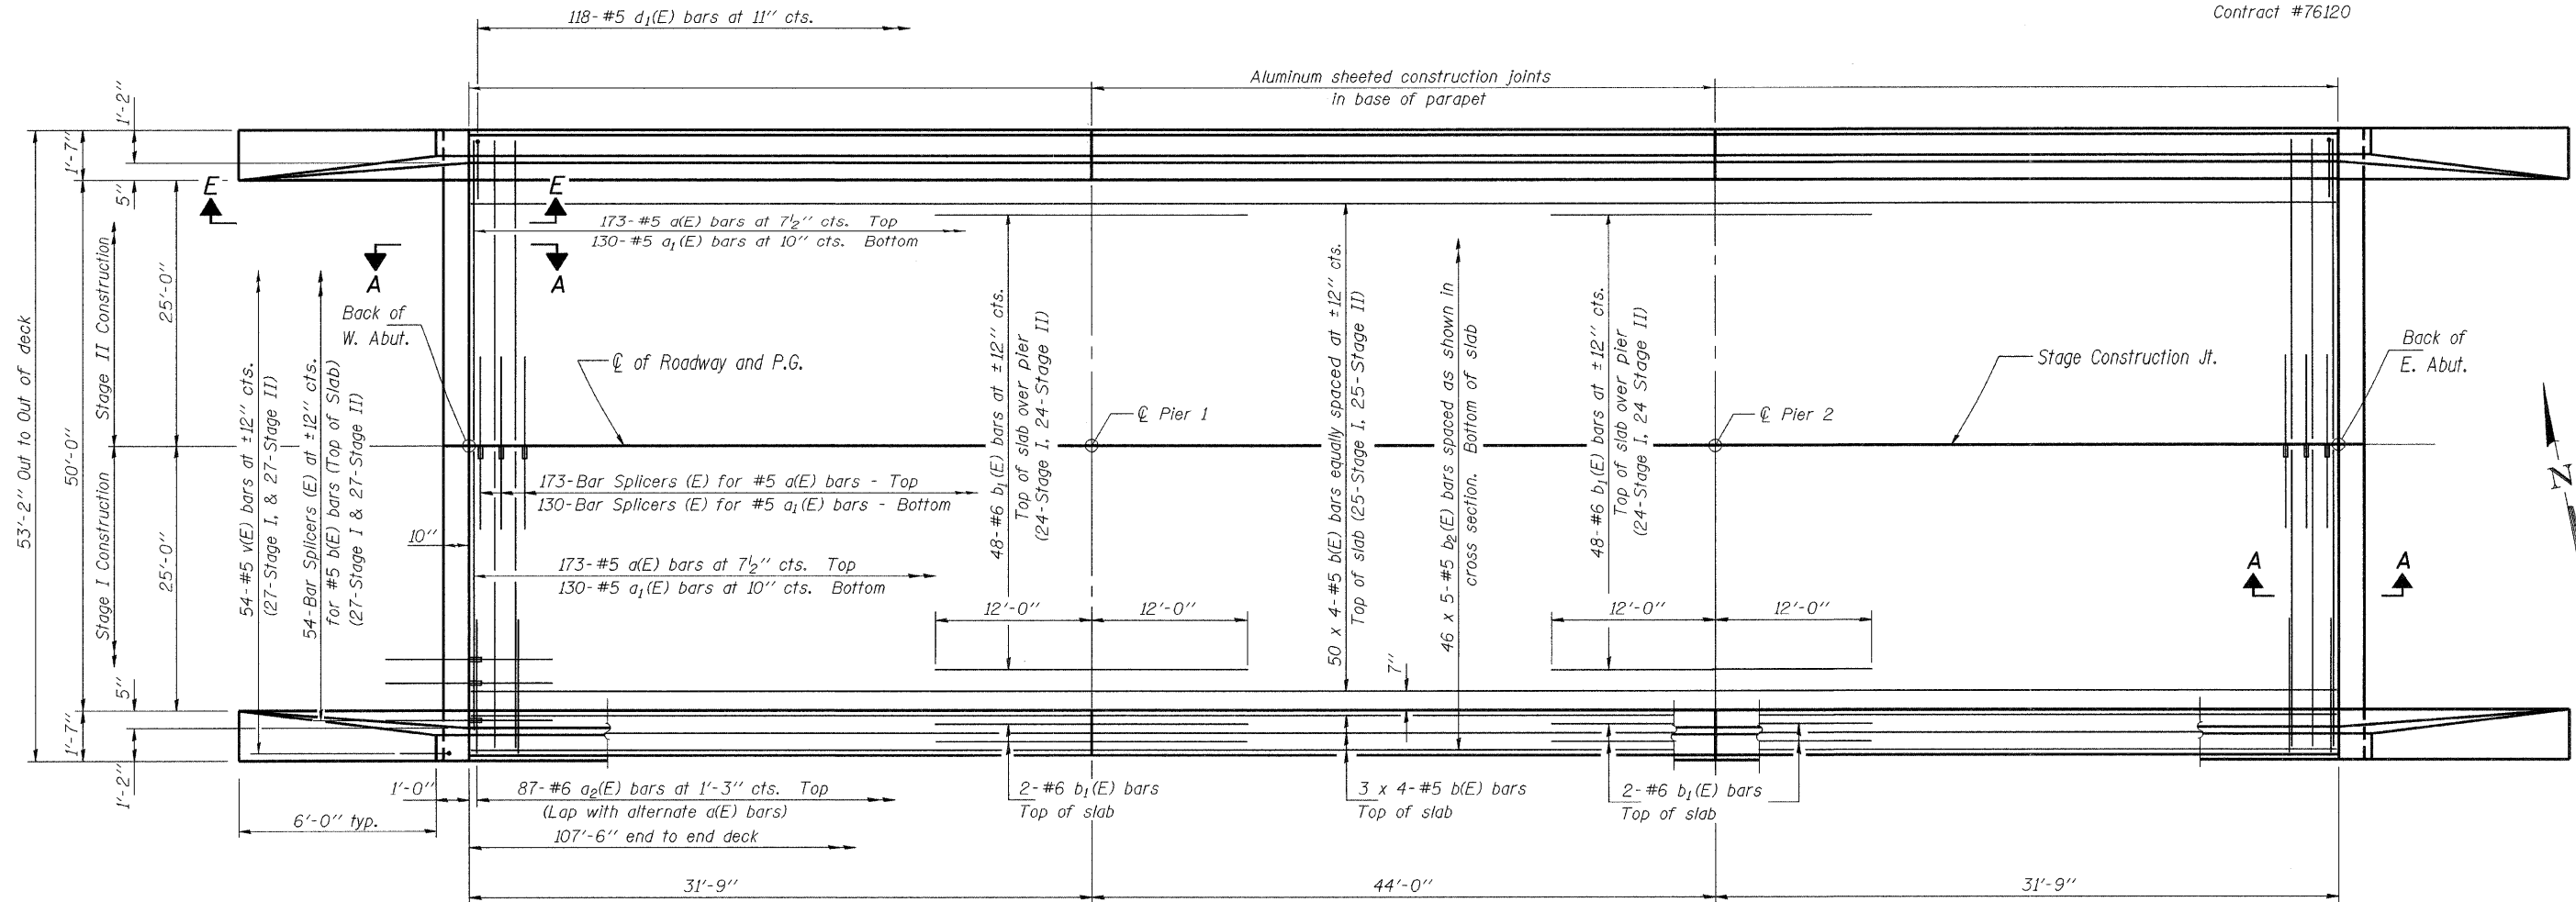 Contract #76120
118-#5 d1(E) bars at 11" cts.
Aluminum sheeted construction joints
in base of parapet
1'-2"
1'-7"
5"
E
E
A
A
173-#5 a(E) bars at 7½" cts. Top
130-#5 a1(E) bars at 10" cts. Bottom
53'-2" Out to Out of deck
50'-0"
Stage II Construction
25'-0"
Stage I Construction
25'-0"
54-#5 v(E) bars at ±12" cts.
(27-Stage I, & 27-Stage II)
54-Bar Splicers (E) at ±12" cts.
for #5 b(E) bars (Top of Slab)
(27-Stage I & 27-Stage II)
Back of
W. Abut.
℄ of Roadway and P.G.
48-#6 b1(E) bars at ±12" cts.
Top of slab over pier
(24-Stage I, 24-Stage II)
℄ Pier 1
50 x 4-#5 b(E) bars equally spaced at ±12" cts.
Top of slab (25-Stage I, 25-Stage II)
46 x 5-#5 b2(E) bars spaced as shown in
cross section. Bottom of slab
48-#6 b1(E) bars at ±12" cts.
Top of slab over pier
(24-Stage I, 24 Stage II)
℄ Pier 2
Stage Construction Jt.
Back of
E. Abut.
N
173-Bar Splicers (E) for #5 a(E) bars - Top
130-Bar Splicers (E) for #5 a1(E) bars - Bottom
10"
173-#5 a(E) bars at 7½" cts. Top
130-#5 a1(E) bars at 10" cts. Bottom
A
A
12'-0"
12'-0"
12'-0"
12'-0"
7"
5"
1'-7"
1'-2"
1'-0"
6'-0" typ.
87-#6 a2(E) bars at 1'-3" cts. Top
(Lap with alternate a(E) bars)
107'-6" end to end deck
2-#6 b1(E) bars
Top of slab
3 x 4-#5 b(E) bars
Top of slab
2-#6 b1(E) bars
Top of slab
31'-9"
44'-0"
31'-9"